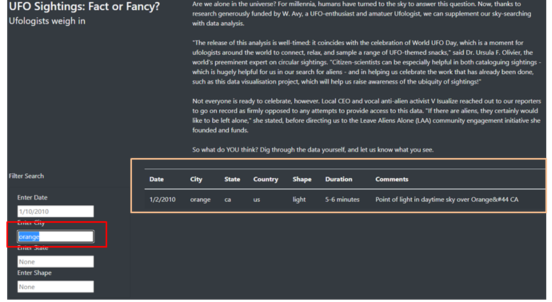 UFO Sightings: Fact or Fancy?
Ufologists weigh in
Are we alone in the universe? For millennia, humans have turned to the sky to answer this question. Now, thanks to
research generously funded by W. Avy, a UFO-enthusiast and amatuer Ufologist, we can supplement our sky-searching
with data analysis.
"The release of this analysis is well-timed: it coincides with the celebration of World UFO Day, which is a moment for
ufologists around the world to connect, relax, and sample a range of UFO-themed snacks," said Dr. Ursula F. Olivier, the
world's preeminent expert on circular sightings. "Citizen-scientists can be especially helpful in both cataloguing sightings -
which is hugely helpful for us in our search for aliens - and in helping us celebrate the work that has already been done,
such as this data visualisation project, which will help us raise awareness of the ubiquity of sightings!"
Not everyone is ready to celebrate, however. Local CEO and vocal anti-alien activist V Isualize reached out to our reporters
to go on record as firmly opposed to any attempts to provide access to this data. "If there are aliens, they certainly would
like to be left alone," she stated, before directing us to the Leave Aliens Alone (LAA) community engagement initiative she
founded and funds.
So what do YOU think? Dig through the data yourself, and let us know what you see.
Filter Search
Enter Date
1/10/2010
Enter City
orange
Enter State
None
Enter Shape
None
Date City State Country Shape Duration Comments
1/2/2010 orange ca us light 5-6 minutes Point of light in daytime sky over Orange&#44 CA